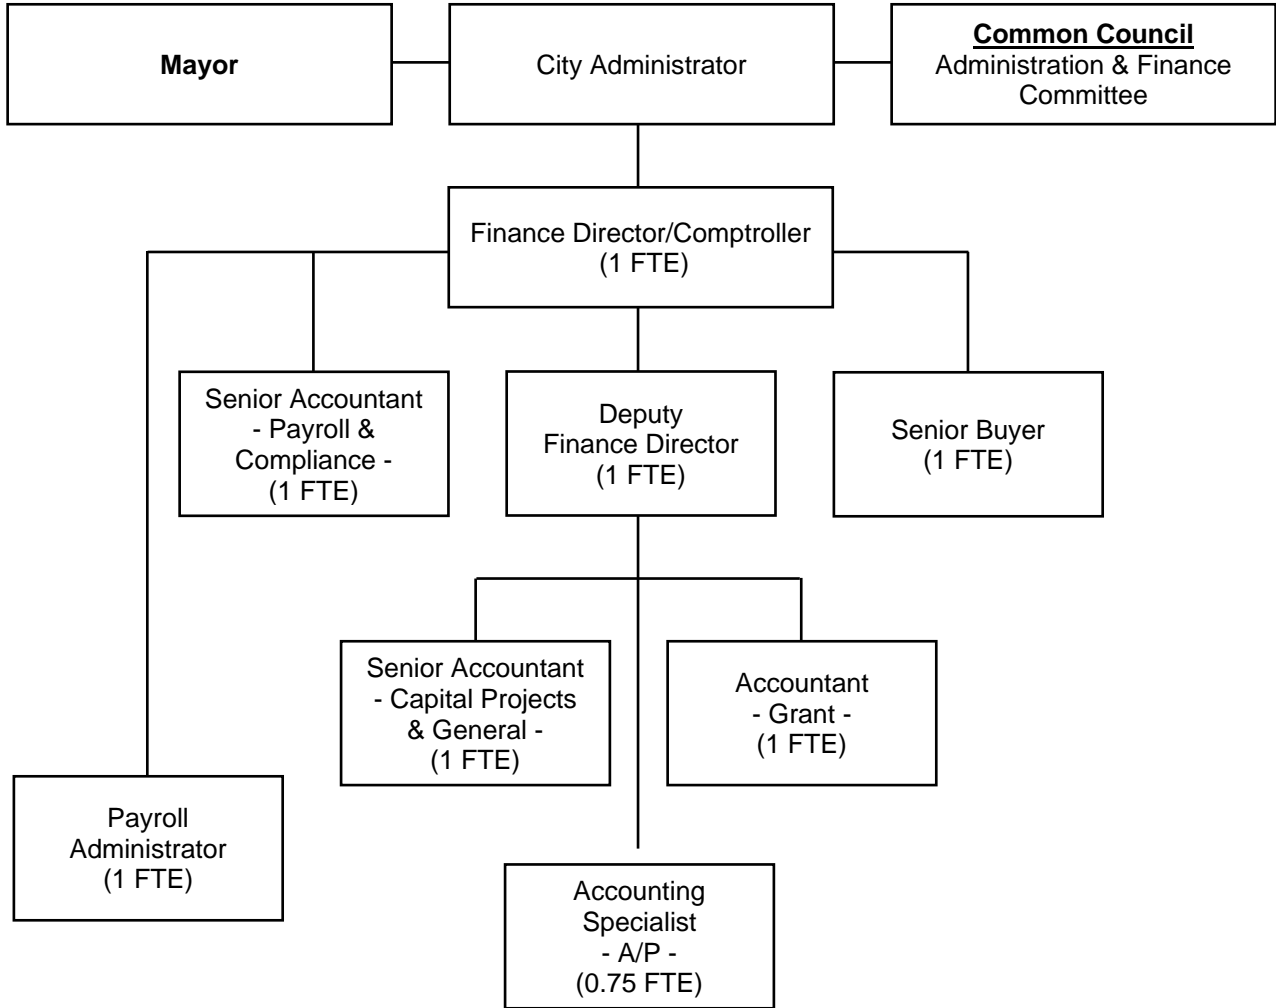 Mayor
City Administrator
Common Council
Administration & Finance
Committee
Finance Director/Comptroller
(1 FTE)
Senior Accountant
- Payroll &
Compliance -
(1 FTE)
Deputy
Finance Director
(1 FTE)
Senior Buyer
(1 FTE)
Senior Accountant
- Capital Projects
& General -
(1 FTE)
Accountant
- Grant -
(1 FTE)
Payroll
Administrator
(1 FTE)
Accounting
Specialist
- A/P -
(0.75 FTE)